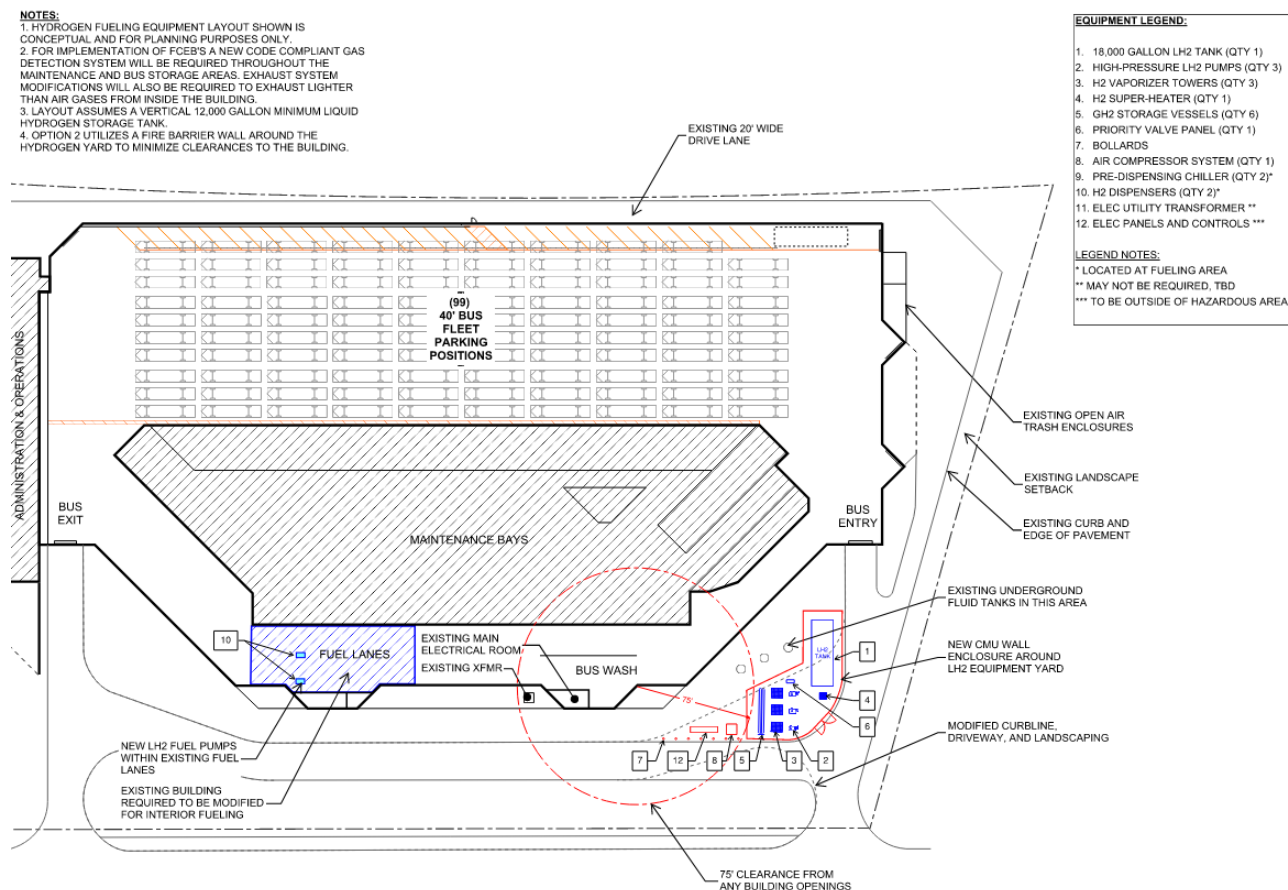 NOTES:
1. HYDROGEN FUELING EQUIPMENT LAYOUT SHOWN IS
CONCEPTUAL AND FOR PLANNING PURPOSES ONLY.
2. FOR IMPLEMENTATION OF FCEB'S A NEW CODE COMPLIANT GAS
DETECTION SYSTEM WILL BE REQUIRED THROUGHOUT THE
MAINTENANCE AND BUS STORAGE AREAS. EXHAUST SYSTEM
MODIFICATIONS WILL ALSO BE REQUIRED TO EXHAUST LIGHTER
THAN AIR GASES FROM INSIDE THE BUILDING.
3. LAYOUT ASSUMES A VERTICAL 12,000 GALLON MINIMUM LIQUID
HYDROGEN STORAGE TANK.
4. OPTION 2 UTILIZES A FIRE BARRIER WALL AROUND THE
HYDROGEN YARD TO MINIMIZE CLEARANCES TO THE BUILDING.
EQUIPMENT LEGEND:
1. 18,000 GALLON LH2 TANK (QTY 1)
2. HIGH-PRESSURE LH2 PUMPS (QTY 3)
3. H2 VAPORIZER TOWERS (QTY 3)
4. H2 SUPER-HEATER (QTY 1)
5. GH2 STORAGE VESSELS (QTY 6)
6. PRIORITY VALVE PANEL (QTY 1)
7. BOLLARDS
8. AIR COMPRESSOR SYSTEM (QTY 1)
9. PRE-DISPENSING CHILLER (QTY 2)*
10. H2 DISPENSERS (QTY 2)*
11. ELEC UTILITY TRANSFORMER **
12. ELEC PANELS AND CONTROLS ***
LEGEND NOTES:
* LOCATED AT FUELING AREA
** MAY NOT BE REQUIRED, TBD
*** TO BE OUTSIDE OF HAZARDOUS AREA
EXISTING 20' WIDE
DRIVE LANE
(99)
40' BUS
FLEET
PARKING
POSITIONS
ADMINISTRATION & OPERATIONS
EXISTING OPEN AIR
TRASH ENCLOSURES
EXISTING LANDSCAPE
SETBACK
EXISTING CURB AND
EDGE OF PAVEMENT
BUS
EXIT
BUS
ENTRY
MAINTENANCE BAYS
EXISTING UNDERGROUND
FLUID TANKS IN THIS AREA
10
FUEL LANES
EXISTING MAIN
ELECTRICAL ROOM
EXISTING XFMR
BUS WASH
LH2
TANK
1
NEW CMU WALL
ENCLOSURE AROUND
LH2 EQUIPMENT YARD
4
75'
6
MODIFIED CURBLINE,
DRIVEWAY, AND LANDSCAPING
NEW LH2 FUEL PUMPS
WITHIN EXISTING FUEL
LANES
7
12
8
5
3
2
EXISTING BUILDING
REQUIRED TO BE MODIFIED
FOR INTERIOR FUELING
75' CLEARANCE FROM
ANY BUILDING OPENINGS